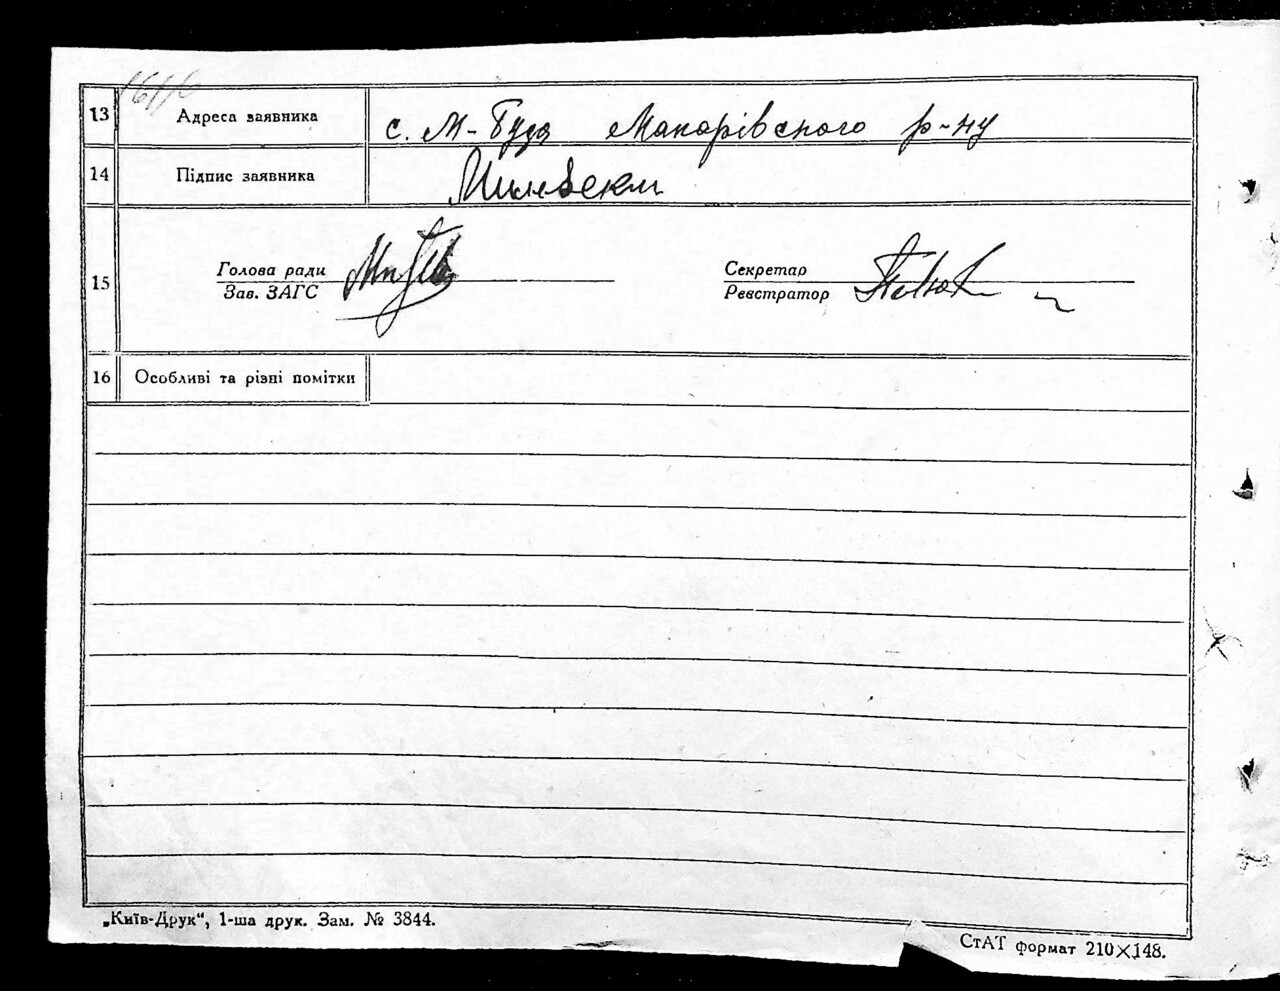 13 Адреса заявника с. М-Буда Макарівського р-ну
14 Підпис заявника
15 Голова ради Секретар
Зав. ЗАГС Реєстратор
16 Особливі та різні помітки
„Київ-Друк“, 1-ша друк. Зам. № 3844.
СтАТ формат 210×148.